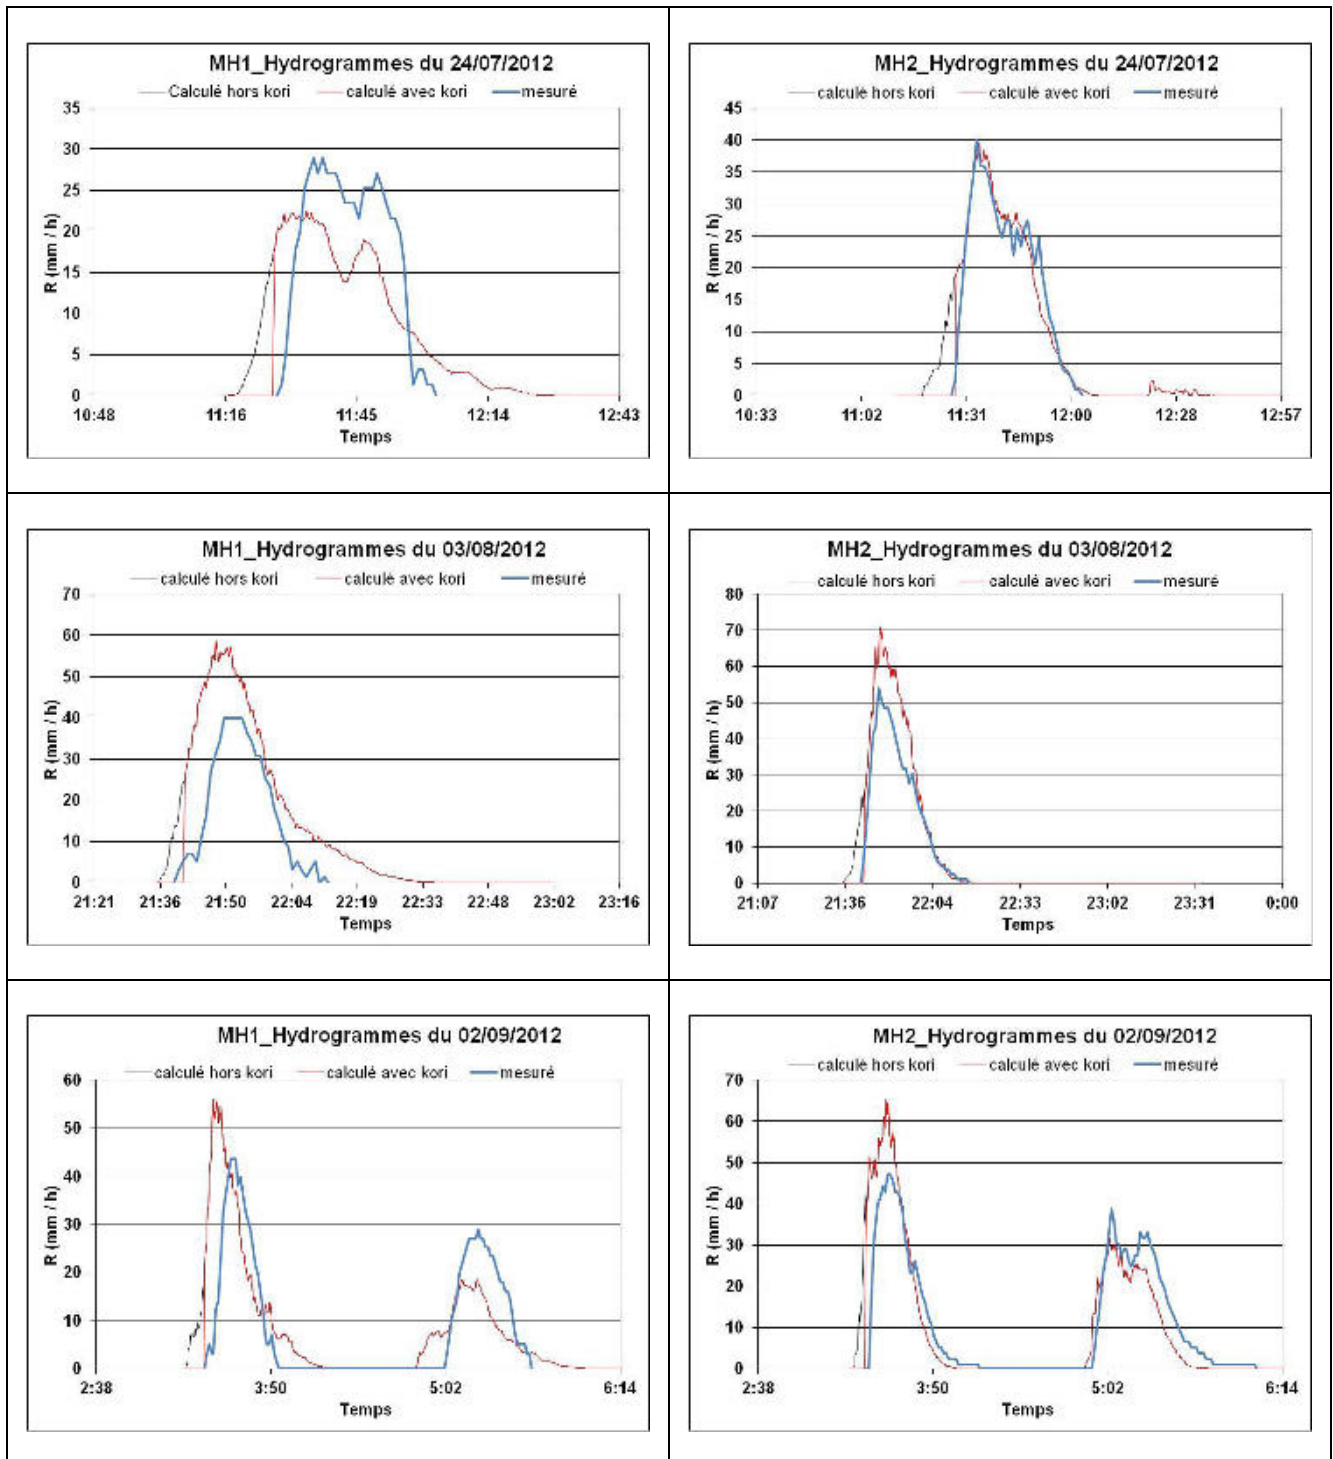 MH1_Hydrogrammes du 24/07/2012
Calculé hors kori calculé avec kori mesuré
35
30
25
20
15
10
5
0
R (mm / h)
10:48 11:16 11:45 12:14 12:43
Temps
MH2_Hydrogrammes du 24/07/2012
calculé hors kori calculé avec kori mesuré
45
40
35
30
25
20
15
10
5
0
R (mm / h)
10:33 11:02 11:31 12:00 12:28 12:57
Temps
MH1_Hydrogrammes du 03/08/2012
calculé hors kori calculé avec kori mesuré
70
60
50
40
30
20
10
0
R (mm / h)
21:21 21:36 21:50 22:04 22:19 22:33 22:48 23:02 23:16
Temps
MH2_Hydrogrammes du 03/08/2012
calculé hors kori calculé avec kori mesuré
80
70
60
50
40
30
20
10
0
R (mm / h)
21:07 21:36 22:04 22:33 23:02 23:31 0:00
Temps
MH1_Hydrogrammes du 02/09/2012
calculé hors kori calculé avec kori mesuré
60
50
40
30
20
10
0
R (mm / h)
2:38 3:50 5:02 6:14
Temps
MH2_Hydrogrammes du 02/09/2012
calculé hors kori calculé avec kori mesuré
70
60
50
40
30
20
10
0
R (mm / h)
2:38 3:50 5:02 6:14
Temps